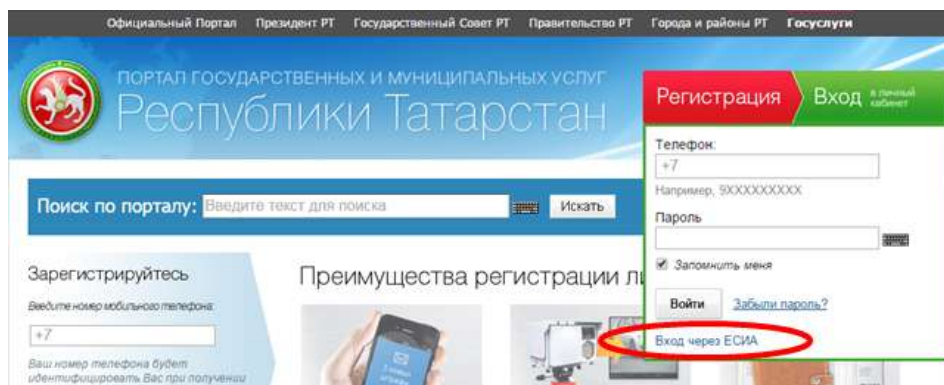 Официальный Портал Президент РТ Государственный Совет РТ Правительство РТ Города и районы РТ Госуслуги
ПОРТАЛ ГОСУДАРСТВЕННЫХ И МУНИЦИПАЛЬНЫХ УСЛУГ
Республики Татарстан
Регистрация
Вход в личный кабинет
Телефон:
+7
Например, 9XXXXXXXXX
Пароль
Запомнить меня
Войти Забыли пароль?
Вход через ЕСИА
Поиск по порталу: Введите текст для поиска Искать
Зарегистрируйтесь
Введите номер мобильного телефона:
+7
Ваш номер телефона будет
идентифицировать Вас при получении
Преимущества регистрации